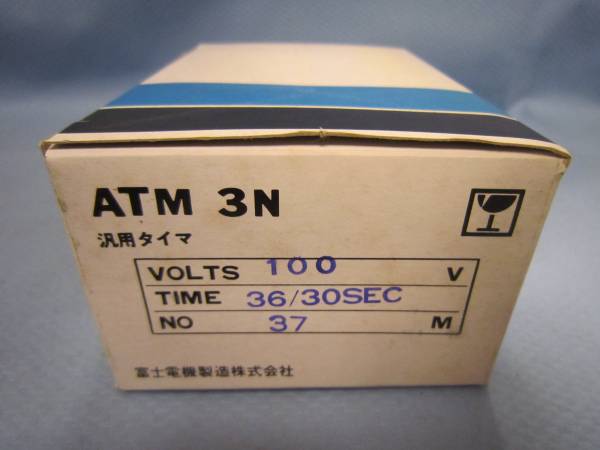 ATM 3N
汎用タイマ
VOLTS 100 V
TIME 36/30SEC
NO 37 M
富士電機製造株式会社